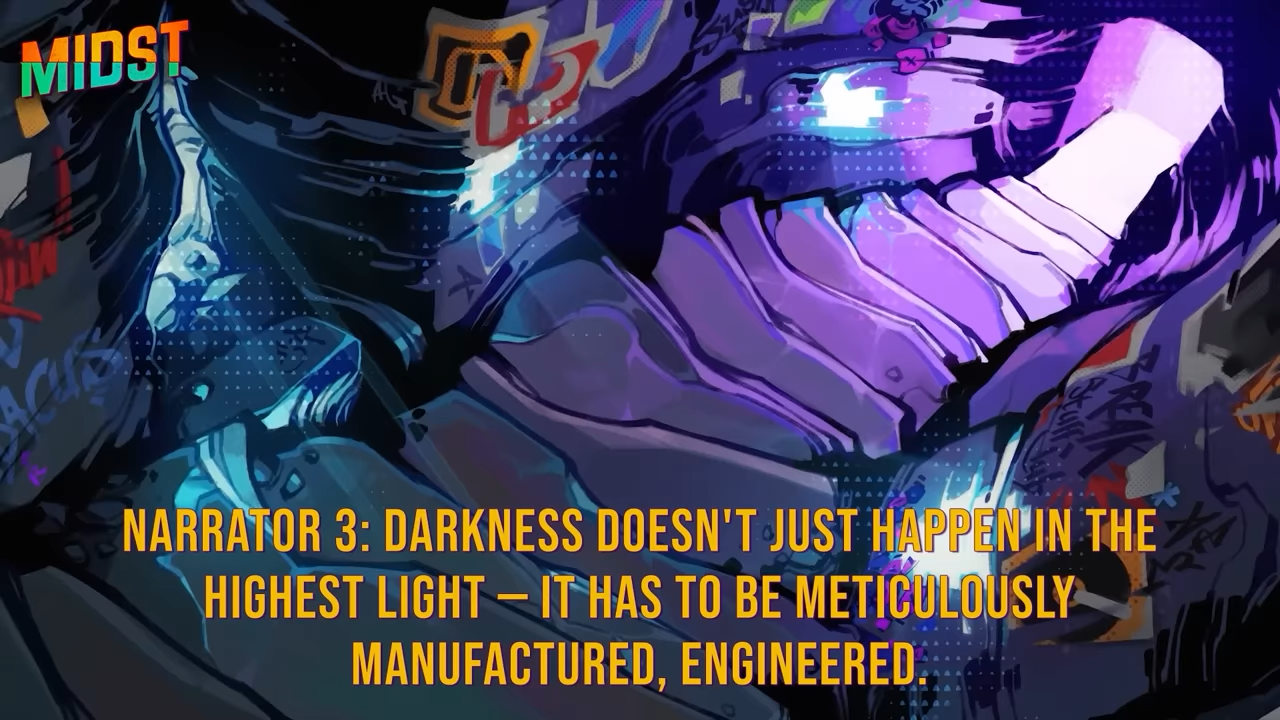 MIDST
NARRATOR 3: DARKNESS DOESN'T JUST HAPPEN IN THE
HIGHEST LIGHT – IT HAS TO BE METICULOUSLY
MANUFACTURED, ENGINEERED.